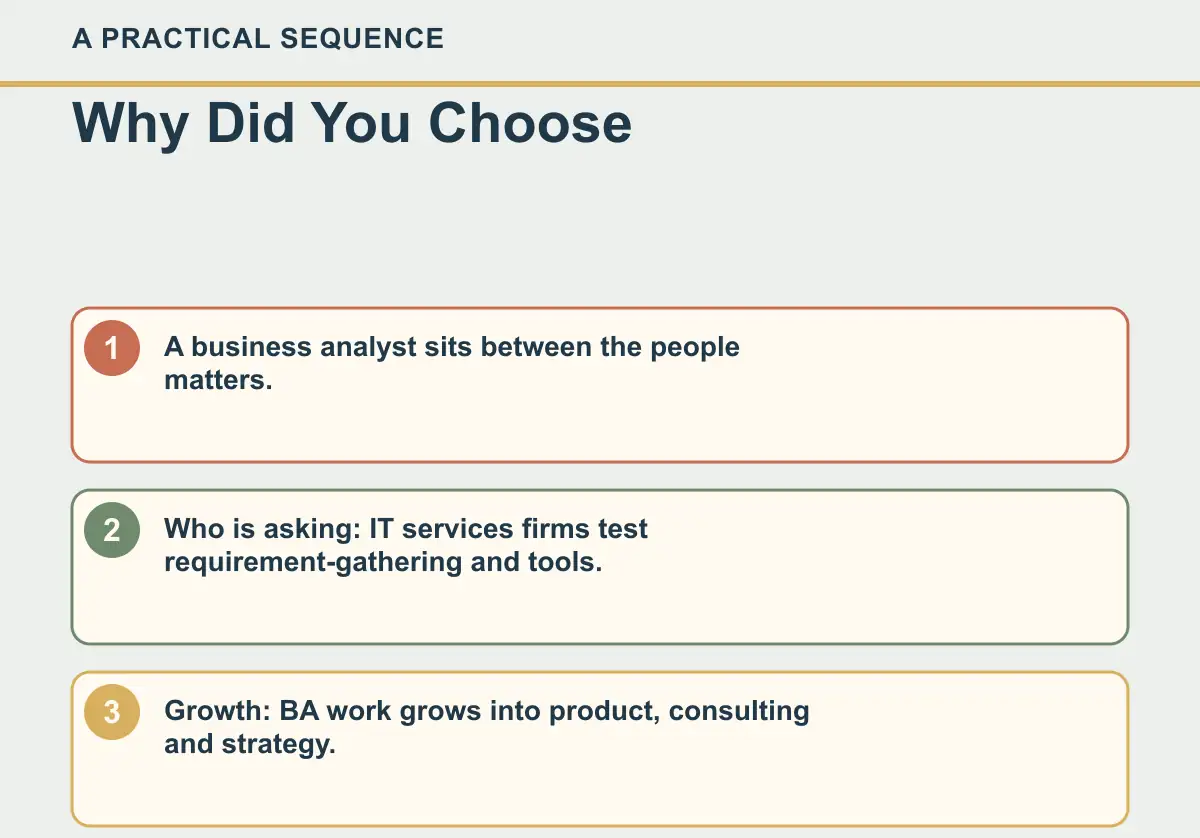 A PRACTICAL SEQUENCE
Why Did You Choose
1
A business analyst sits between the people
matters.
2
Who is asking: IT services firms test
requirement-gathering and tools.
3
Growth: BA work grows into product, consulting
and strategy.